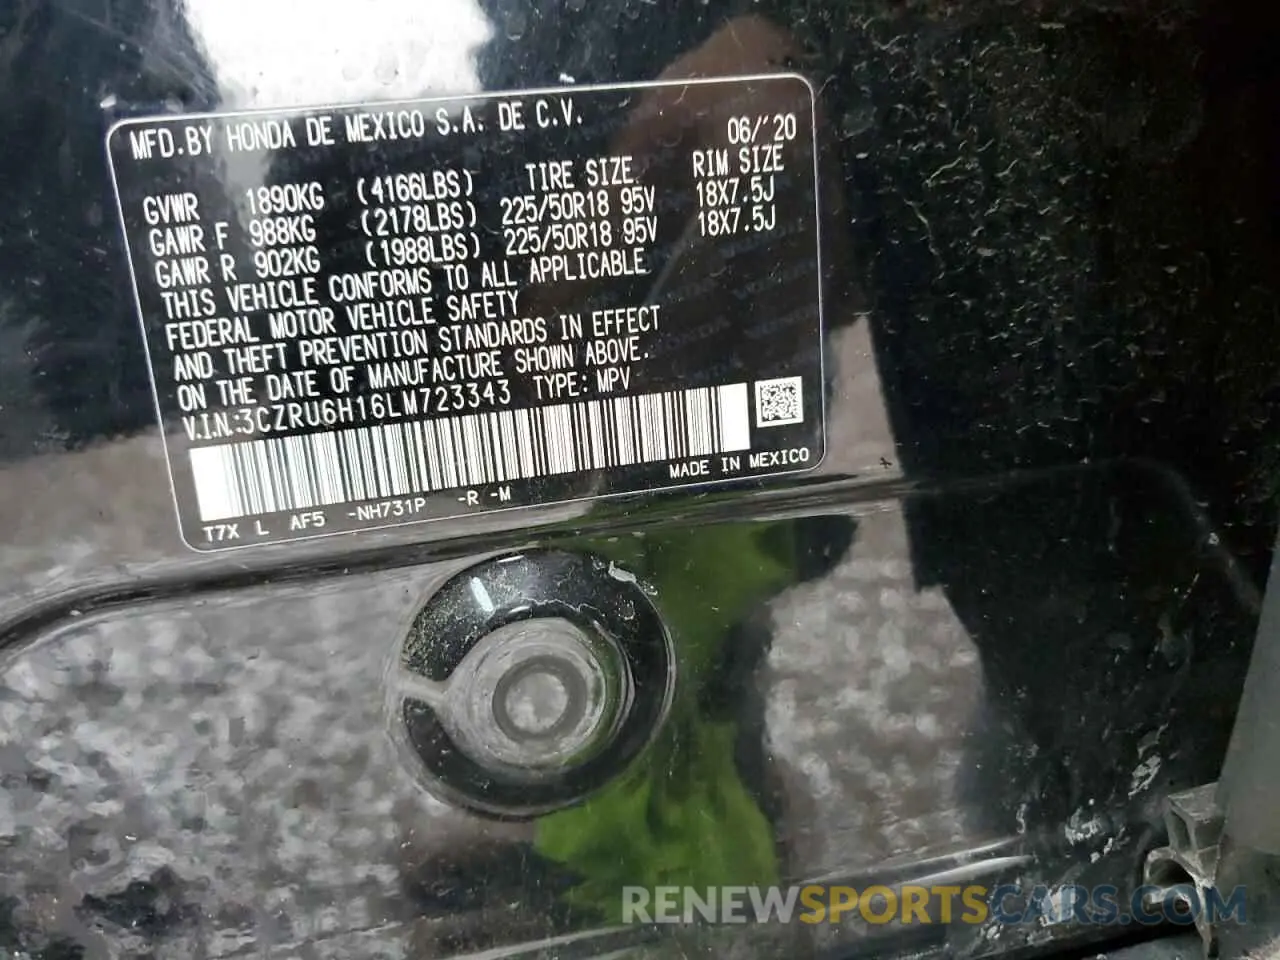 MFD.BY HONDA DE MEXICO S.A. DE C.V. 06/'20
TIRE SIZE RIM SIZE
GVWR 1890KG (4166LBS)
GAWR F 988KG (2178LBS) 225/50R18 95V 18X7.5J
GAWR R 902KG (1988LBS) 225/50R18 95V 18X7.5J
THIS VEHICLE CONFORMS TO ALL APPLICABLE
FEDERAL MOTOR VEHICLE SAFETY
AND THEFT PREVENTION STANDARDS IN EFFECT
ON THE DATE OF MANUFACTURE SHOWN ABOVE.
V.I.N.:3CZRU6H16LM723343 TYPE: MPV
MADE IN MEXICO
T7X L AF5 -NH731P -R -M
RENEWSPORTSCARS.COM